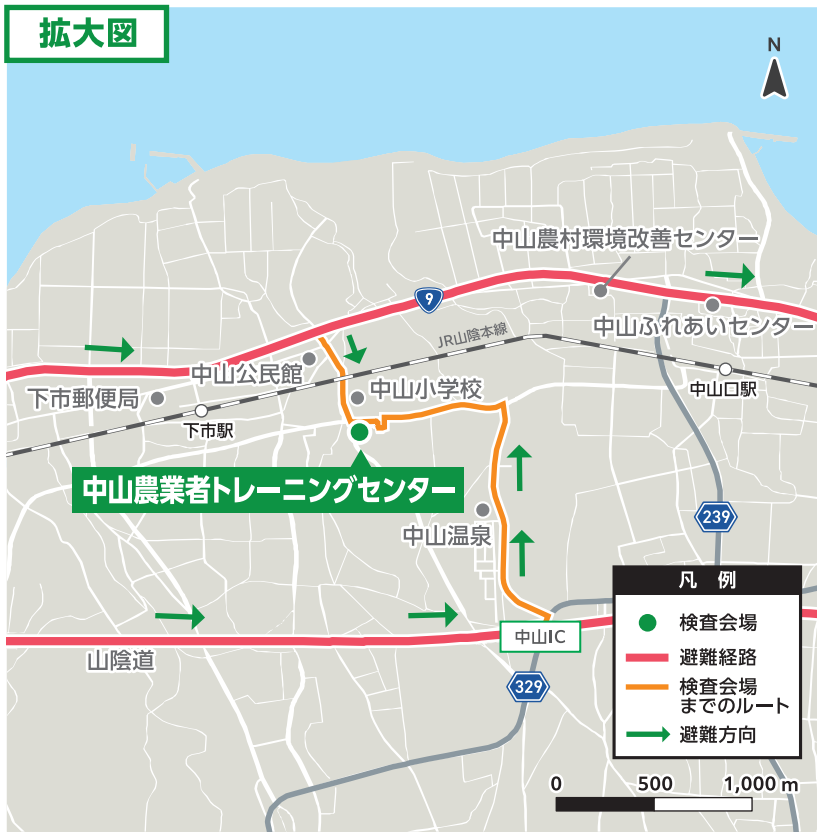 拡大図
N
中山農村環境改善センター
9
JR山陰本線
中山ふれあいセンター
中山公民館
中山小学校
中山口駅
下市郵便局
下市駅
中山農業者トレーニングセンター
中山温泉
239
凡 例
検査会場
避難経路
検査会場
までのルート
避難方向
中山IC
山陰道
329
0 500 1,000 m